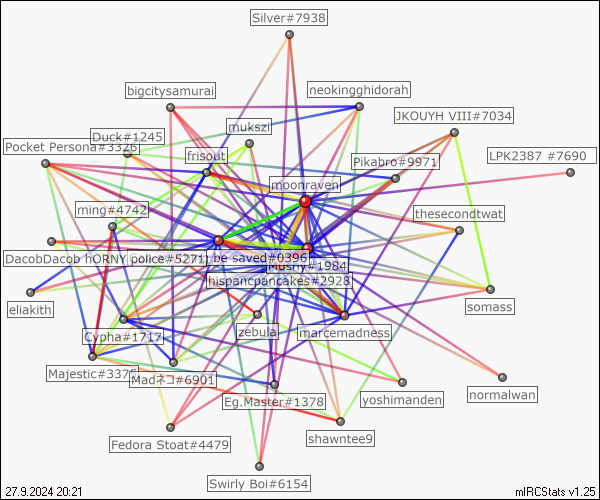 Silver#7938
bigcitysamurai
neokingghidorah
JKOUYH VIII#7034
mukszi
Duck#1245
Pocket Persona#3326
frisout
Pikabro#9971
LPK2387 #7690
moonraven
ming#4742
thesecondtwat
DacobDacob hORNY police#5271
be saved#0396
Mushy#1984
hispancpancakes#2928
eliakith
somass
Cypha#1717
zebula
marcemadness
Majestic#337
Madネコ#6901
Eg.Master#1378
yoshimanden
normalwan
Fedora Stoat#4479
shawntee9
Swirly Boi#6154
27.9.2024 20:21
mIRCStats v1.25